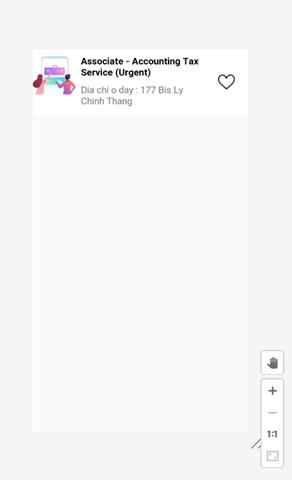 Associate - Accounting Tax
Service (Urgent)
Dia chi o day : 177 Bis Ly
Chinh Thang
1:1